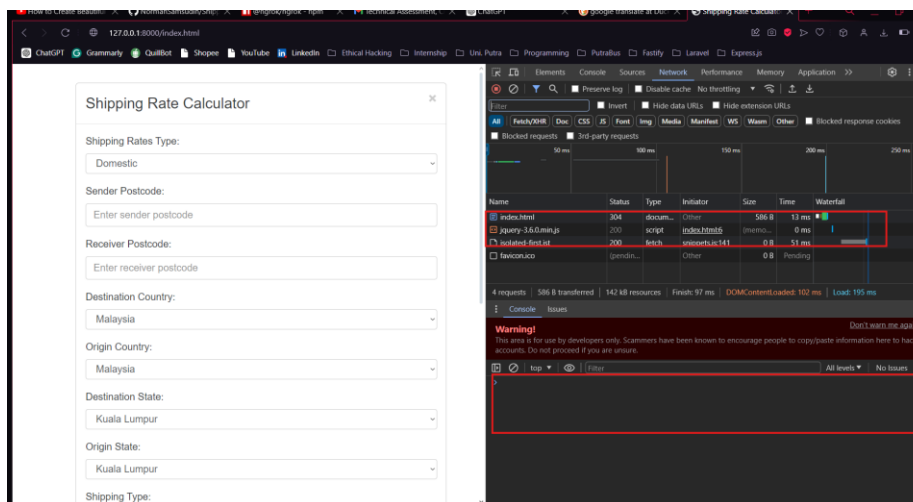 How to Create Beautiful
NormanSamsudin/Ship
@ngrok/ngrok - npm
Technical Assessment, t
ChatGPT
google translate at Du
Shipping Rate Calculato
127.0.0.1:8000/index.html
ChatGPT Grammarly QuillBot Shopee YouTube LinkedIn Ethical Hacking Internship Uni. Putra Programming PutraBus Fastify Laravel Express.js
Shipping Rate Calculator ×
Shipping Rates Type:
Domestic
Sender Postcode:
Enter sender postcode
Receiver Postcode:
Enter receiver postcode
Destination Country:
Malaysia
Origin Country:
Malaysia
Destination State:
Kuala Lumpur
Origin State:
Kuala Lumpur
Shipping Type:
Elements Console Sources Network Performance Memory Application
Preserve log Disable cache No throttling
Filter Invert Hide data URLs Hide extension URLs
All Fetch/XHR Doc CSS JS Font Img Media Manifest WS Wasm Other Blocked response cookies
Blocked requests 3rd-party requests
50 ms 100 ms 150 ms 200 ms 250 ms
Name Status Type Initiator Size Time Waterfall
index.html 304 docum... Other 586 B 13 ms
jquery-3.6.0.min.js 200 script index.html:6 (memo... 0 ms
isolated-first.jst 200 fetch snippets.js:141 0 B 51 ms
favicon.ico (pendin... Other 0 B Pending
4 requests 586 B transferred 142 kB resources Finish: 97 ms DOMContentLoaded: 102 ms Load: 195 ms
Console Issues
Warning! Don't warn me aga
This area is for use by developers only. Scammers have been known to encourage people to copy/paste information here to hac
accounts. Do not proceed if you are unsure.
top Filter All levels No Issues